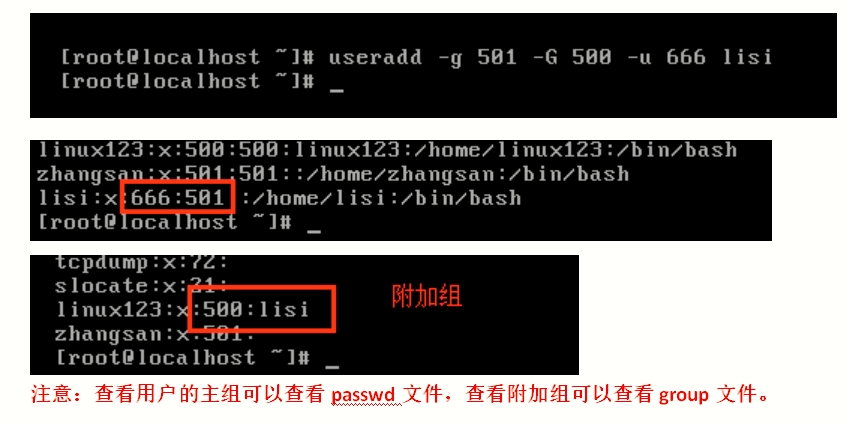 [root@localhost ~]# useradd -g 501 -G 500 -u 666 lisi
[root@localhost ~]# _
linux123:x:500:500:linux123:/home/linux123:/bin/bash
zhangsan:x:501:501::/home/zhangsan:/bin/bash
lisi:x:666:501::/home/lisi:/bin/bash
[root@localhost ~]# _
tcpdump:x:72:
slocate:x:21:
linux123:x:500:lisi
附加组
zhangsan:x:501:
[root@localhost ~]# _
注意：查看用户的主组可以查看 passwd 文件，查看附加组可以查看 group 文件。